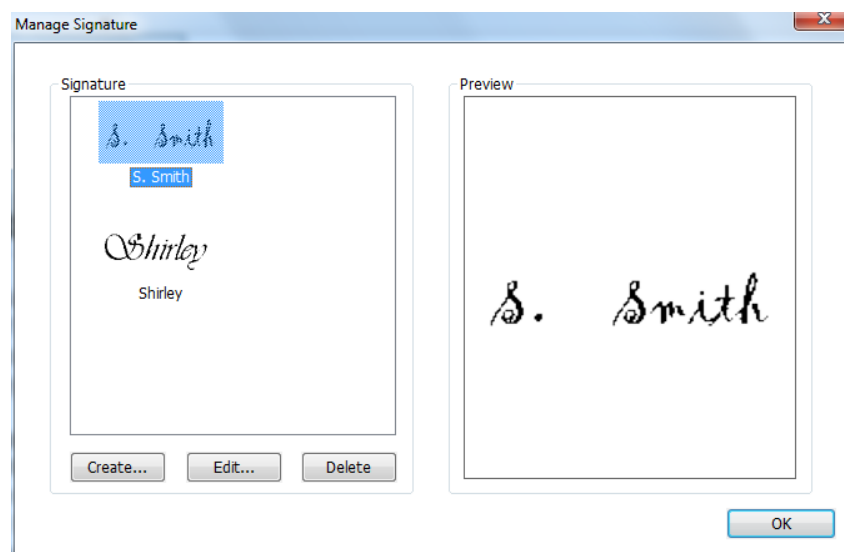 Manage Signature
Signature
S. Smith
S. Smith
Shirley
Shirley
Create... Edit... Delete
Preview
S. Smith
OK